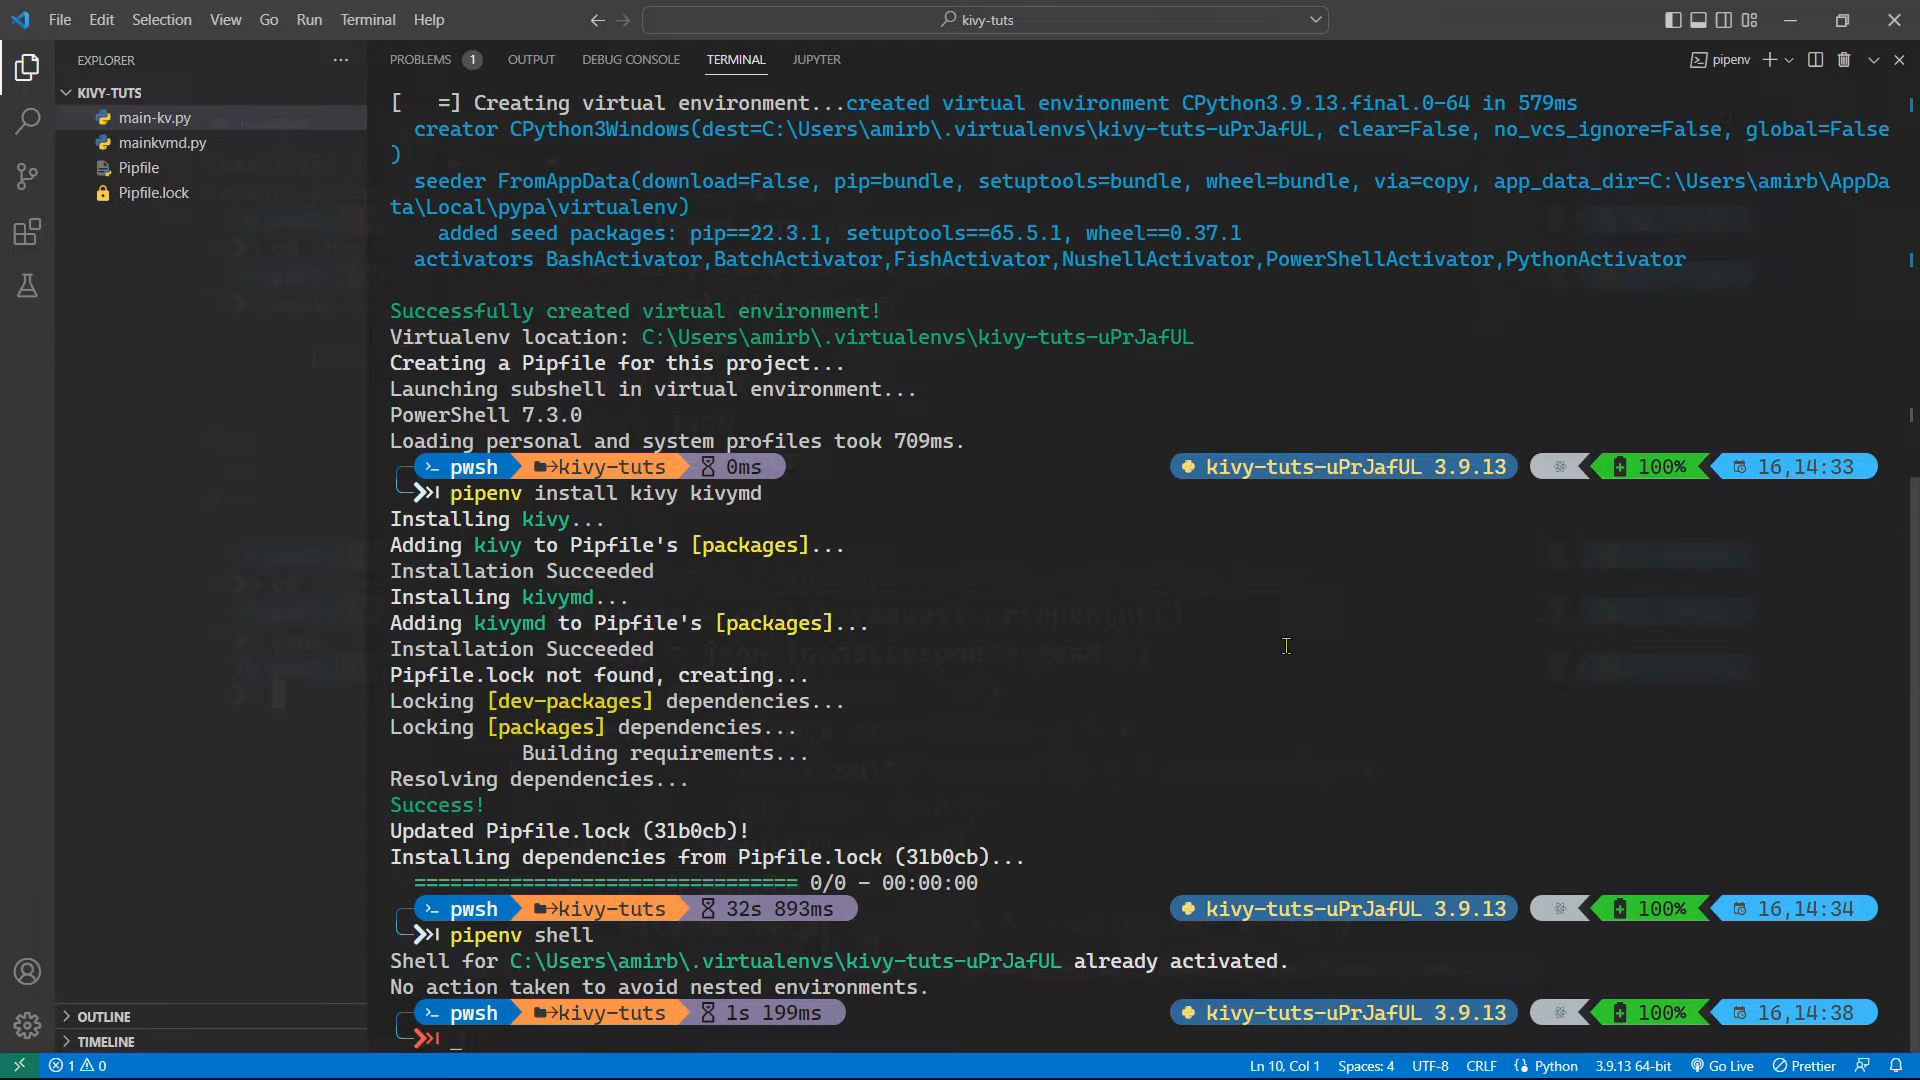 File Edit Selection View Go Run Terminal Help
kivy-tuts
EXPLORER
KIVY-TUTS
main-kv.py
mainkvmd.py
Pipfile
Pipfile.lock
OUTLINE
TIMELINE
PROBLEMS 1 OUTPUT DEBUG CONSOLE TERMINAL JUPYTER
pipenv
[   =] Creating virtual environment...created virtual environment CPython3.9.13.final.0-64 in 579ms
creator CPython3Windows(dest=C:\Users\amirb\.virtualenvs\kivy-tuts-uPrJafUL, clear=False, no_vcs_ignore=False, global=False
)
seeder FromAppData(download=False, pip=bundle, setuptools=bundle, wheel=bundle, via=copy, app_data_dir=C:\Users\amirb\AppDa
ta\Local\pypa\virtualenv)
added seed packages: pip==22.3.1, setuptools==65.5.1, wheel==0.37.1
activators BashActivator,BatchActivator,FishActivator,NushellActivator,PowerShellActivator,PythonActivator
Successfully created virtual environment!
Virtualenv location: C:\Users\amirb\.virtualenvs\kivy-tuts-uPrJafUL
Creating a Pipfile for this project...
Launching subshell in virtual environment...
PowerShell 7.3.0
Loading personal and system profiles took 709ms.
pwsh kivy-tuts 0ms kivy-tuts-uPrJafUL 3.9.13 100% 16,14:33
pipenv install kivy kivymd
Installing kivy...
Adding kivy to Pipfile's [packages]...
Installation Succeeded
Installing kivymd...
Adding kivymd to Pipfile's [packages]...
Installation Succeeded
Pipfile.lock not found, creating...
Locking [dev-packages] dependencies...
Locking [packages] dependencies...
Building requirements...
Resolving dependencies...
Success!
Updated Pipfile.lock (31b0cb)!
Installing dependencies from Pipfile.lock (31b0cb)...
================================ 0/0 - 00:00:00
pwsh kivy-tuts 32s 893ms kivy-tuts-uPrJafUL 3.9.13 100% 16,14:34
pipenv shell
Shell for C:\Users\amirb\.virtualenvs\kivy-tuts-uPrJafUL already activated.
No action taken to avoid nested environments.
pwsh kivy-tuts 1s 199ms kivy-tuts-uPrJafUL 3.9.13 100% 16,14:38
1 0 Ln 10, Col 1 Spaces: 4 UTF-8 CRLF Python 3.9.13 64-bit Go Live Prettier